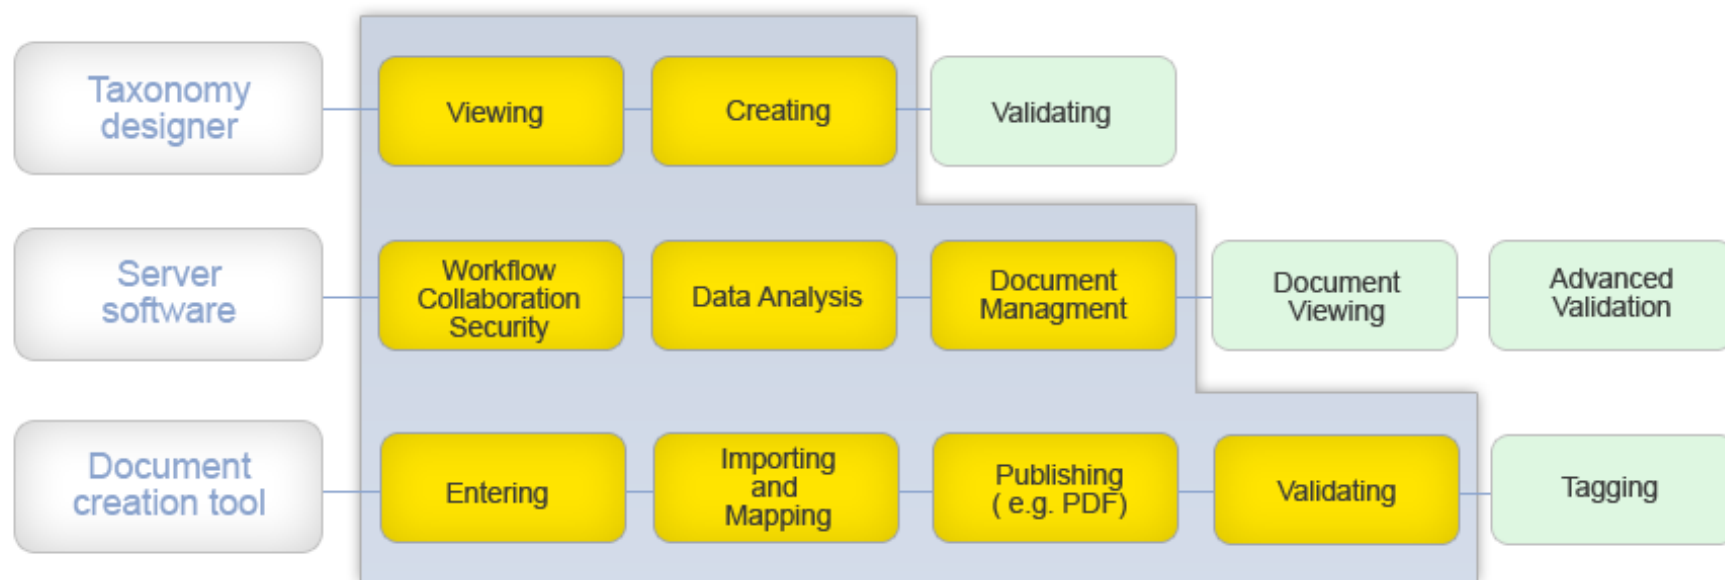 Taxonomy
designer
Viewing
Creating
Validating
Server
software
Workflow
Collaboration
Security
Data Analysis
Document
Managment
Document
Viewing
Advanced
Validation
Document
creation tool
Entering
Importing
and
Mapping
Publishing
( e.g. PDF)
Validating
Tagging